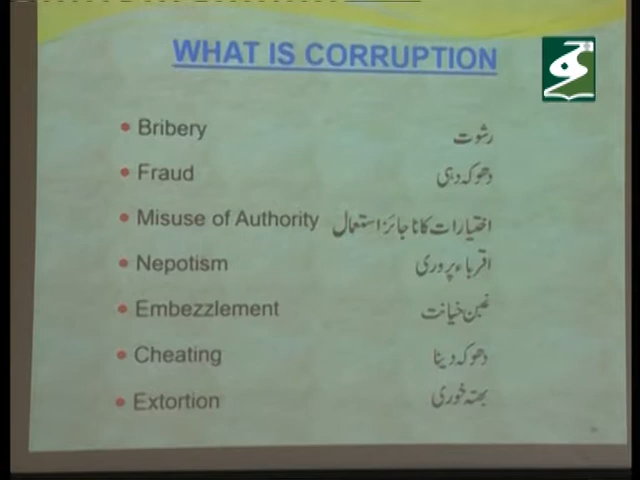 WHAT IS CORRUPTION
• Bribery رشوت
• Fraud دھوکہ دہی
• Misuse of Authority اختیارات کا ناجائز استعمال
• Nepotism اقرباء پروری
• Embezzlement غبن خیانت
• Cheating دھوکہ دینا
• Extortion بھتہ خوری